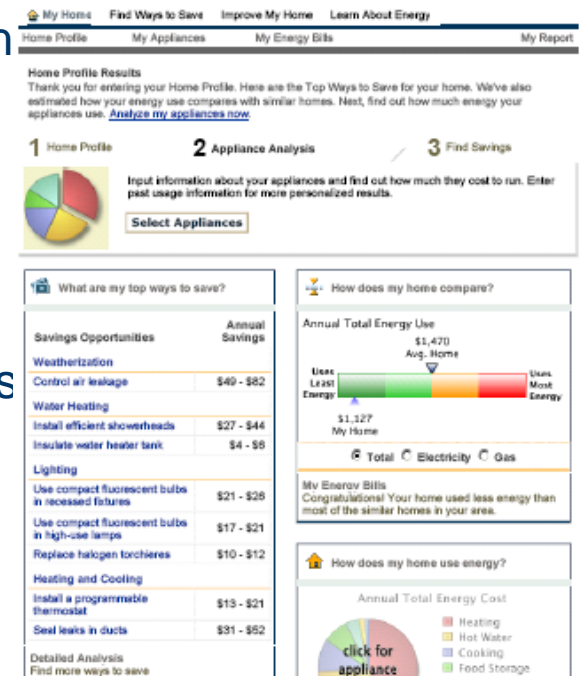 My Home Find Ways to Save Improve My Home Learn About Energy
Home Profile My Appliances My Energy Bills My Report
n
Home Profile Results
Thank you for entering your Home Profile. Here are the Top Ways to Save for your home. We've also
estimated how your energy use compares with similar homes. Next, find out how much energy your
appliances use. Analyze my appliances now.
1 Home Profile 2 Appliance Analysis 3 Find Savings
Input information about your appliances and find out how much they cost to run. Enter
past usage information for more personalized results.
Select Appliances
What are my top ways to save?
Savings Opportunities Annual
Savings
Weatherization
Control air leakage $49 - $82
s
Water Heating
Install efficient showerheads $27 - $44
Insulate water heater tank $4 - $8
Lighting
Use compact fluorescent bulbs
in recessed fixtures $21 - $28
Use compact fluorescent bulbs
in high-use lamps $17 - $21
Replace halogen torchieres $10 - $12
Heating and Cooling
Install a programmable
thermostat $13 - $21
Seal leaks in ducts $31 - $52
Detailed Analysis
Find more ways to save
How does my home compare?
Annual Total Energy Use
$1,470
Avg. Home
Uses
Least
Energy
Uses
Most
Energy
$1,127
My Home
Total Electricity Gas
My Energy Bills
Congratulations! Your home used less energy than
most of the similar homes in your area.
How does my home use energy?
Annual Total Energy Cost
click for
appliance
Heating
Hot Water
Cooking
Food Storage